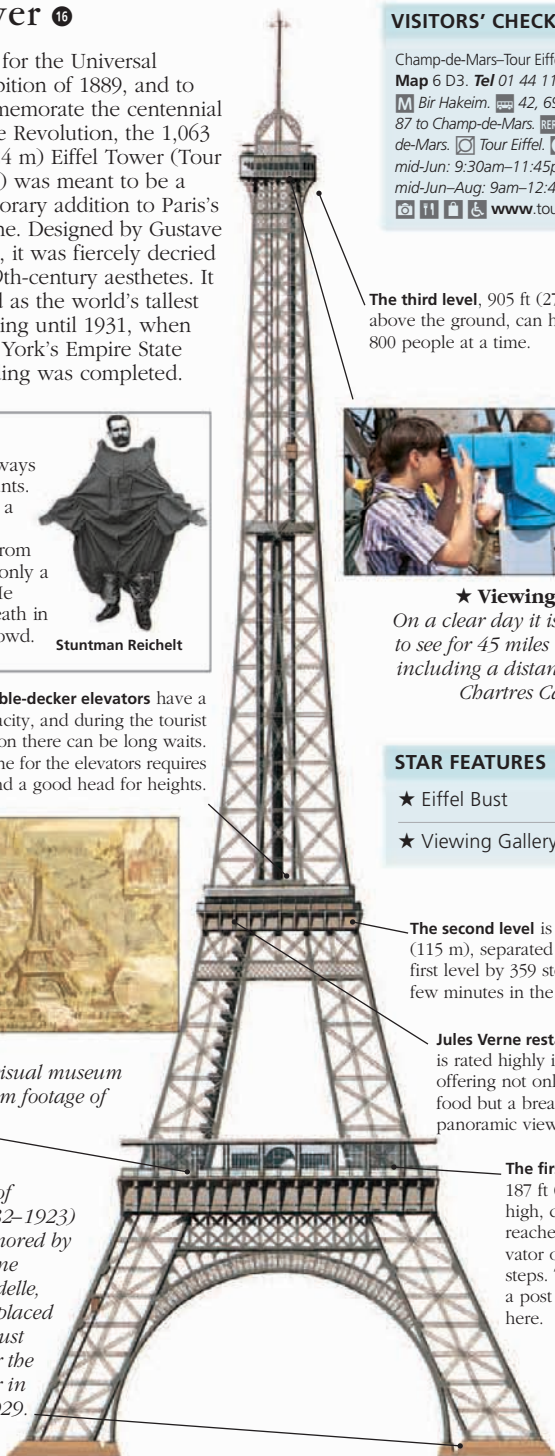 ver 16
for the Universal
bition of 1889, and to
memorate the centennial
e Revolution, the 1,063
4 m) Eiffel Tower (Tour
) was meant to be a
orary addition to Paris's
ne. Designed by Gustave
, it was fiercely decried
9th-century aesthetes. It
d as the world's tallest
ing until 1931, when
York's Empire State
ding was completed.
VISITORS' CHECK
Champ-de-Mars–Tour Eiff
Map 6 D3. Tel 01 44 11
M Bir Hakeim. 42, 69
87 to Champ-de-Mars. RER
de-Mars. Tour Eiffel.
mid-Jun: 9:30am–11:45p
mid-Jun–Aug: 9am–12:4
www.tou
The third level, 905 ft (27
above the ground, can h
800 people at a time.
ways
nts.
a
rom
only a
He
eath in
owd.
Stuntman Reichelt
★ Viewing
On a clear day it is
to see for 45 miles
including a distan
Chartres Ca
ble-decker elevators have a
acity, and during the tourist
on there can be long waits.
ne for the elevators requires
nd a good head for heights.
STAR FEATURES
★ Eiffel Bust
★ Viewing Gallery
The second level is
(115 m), separated
first level by 359 ste
few minutes in the
Jules Verne resta
is rated highly i
offering not onl
food but a brea
panoramic view
isual museum
m footage of
The firs
187 ft (
high, c
reache
vator o
steps. T
a post
here.
of
32–1923)
nored by
ne
delle,
placed
ust
r the
r in
929.